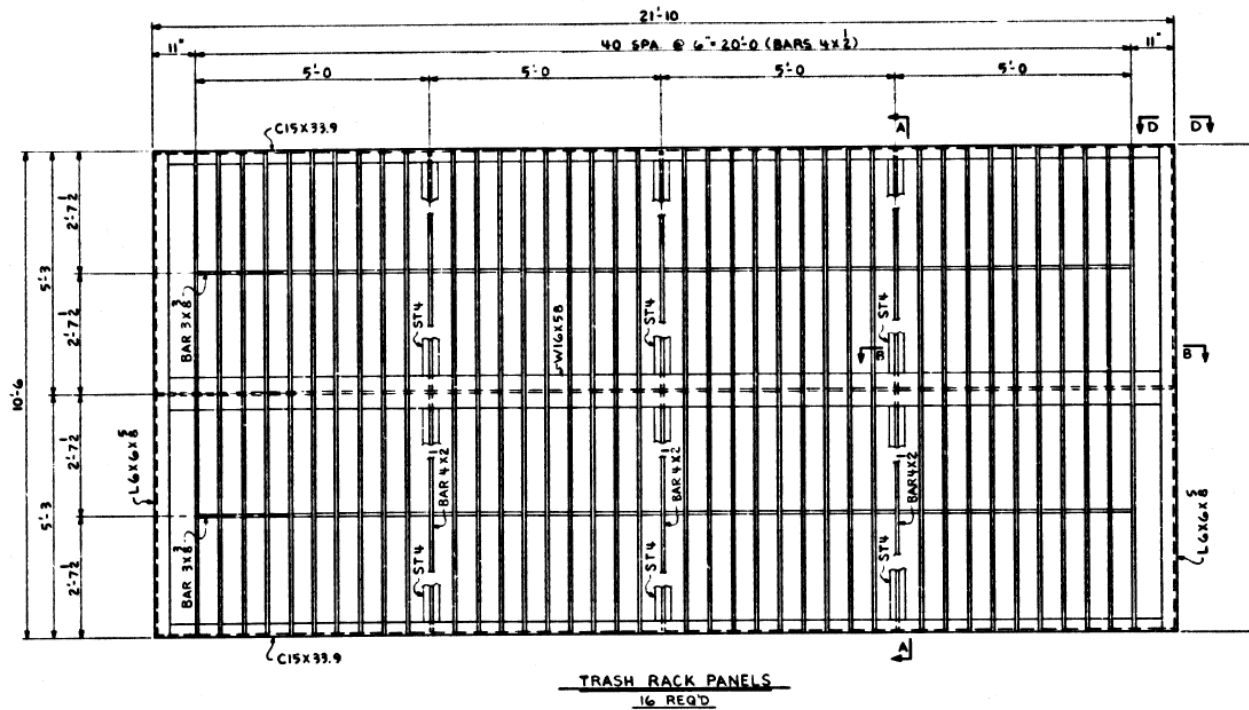 21'-10
11"
40 SPA. @ 6" = 20'-0 (BARS 4 x 1/2)
11"
5'-0
5'-0
5'-0
5'-0
C15 X 33.9
A
D
D
2'-7 1/2
5'-3
BAR 3 X 3/8
2'-7 1/2
ST4
ST4
W16 X 58
ST4
B
B
10'-6
2'-7 1/2
L6 X 6 X 5/8
BAR 4 X 1/2
BAR 4 X 1/2
BAR 4 X 1/2
5'-3
L6 X 6 X 5/8
2'-7 1/2
BAR 3 X 3/8
ST4
ST4
ST4
C15 X 33.9
A
TRASH RACK PANELS
16 REQ'D